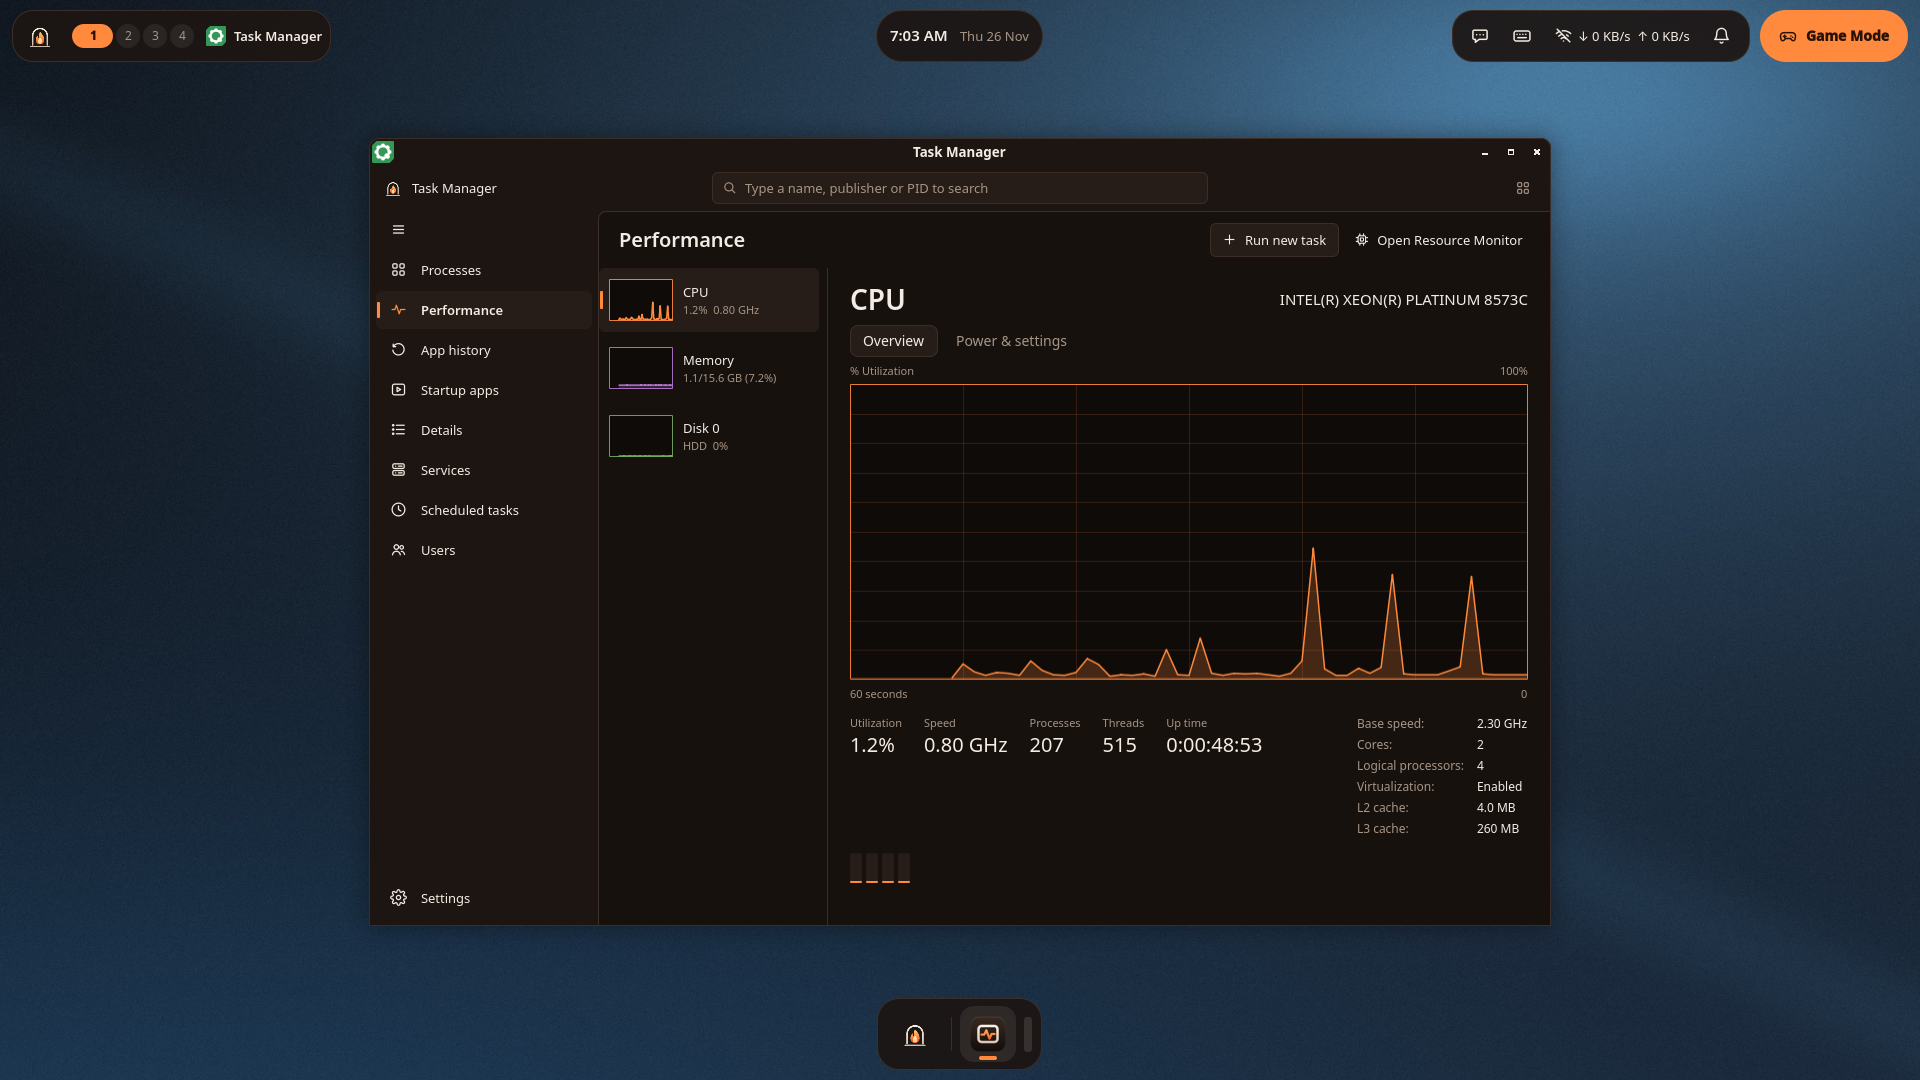 1 2 3 4 Task Manager
7:03 AM Thu 26 Nov
↓ 0 KB/s ↑ 0 KB/s
Game Mode
Task Manager
Task Manager
Type a name, publisher or PID to search
Processes
Performance
App history
Startup apps
Details
Services
Scheduled tasks
Users
Settings
Performance
Run new task
Open Resource Monitor
CPU
1.2% 0.80 GHz
Memory
1.1/15.6 GB (7.2%)
Disk 0
HDD 0%
CPU
INTEL(R) XEON(R) PLATINUM 8573C
Overview
Power & settings
% Utilization
100%
60 seconds
0
Utilization
1.2%
Speed
0.80 GHz
Processes
207
Threads
515
Up time
0:00:48:53
Base speed: 2.30 GHz
Cores: 2
Logical processors: 4
Virtualization: Enabled
L2 cache: 4.0 MB
L3 cache: 260 MB